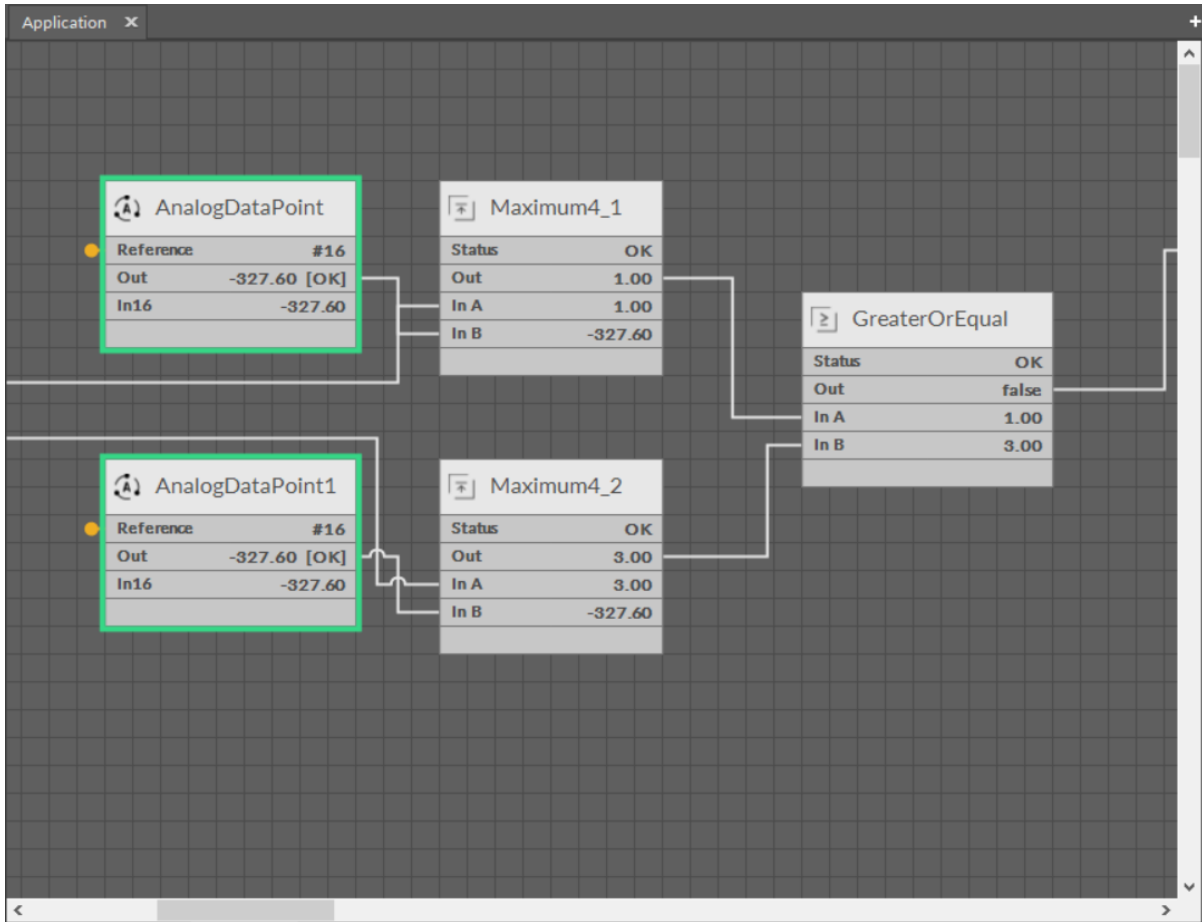 Application ×
+
AnalogDataPoint
Reference #16
Out -327.60 [OK]
In16 -327.60
Maximum4_1
Status OK
Out 1.00
In A 1.00
In B -327.60
GreaterOrEqual
Status OK
Out false
In A 1.00
In B 3.00
AnalogDataPoint1
Reference #16
Out -327.60 [OK]
In16 -327.60
Maximum4_2
Status OK
Out 3.00
In A 3.00
In B -327.60